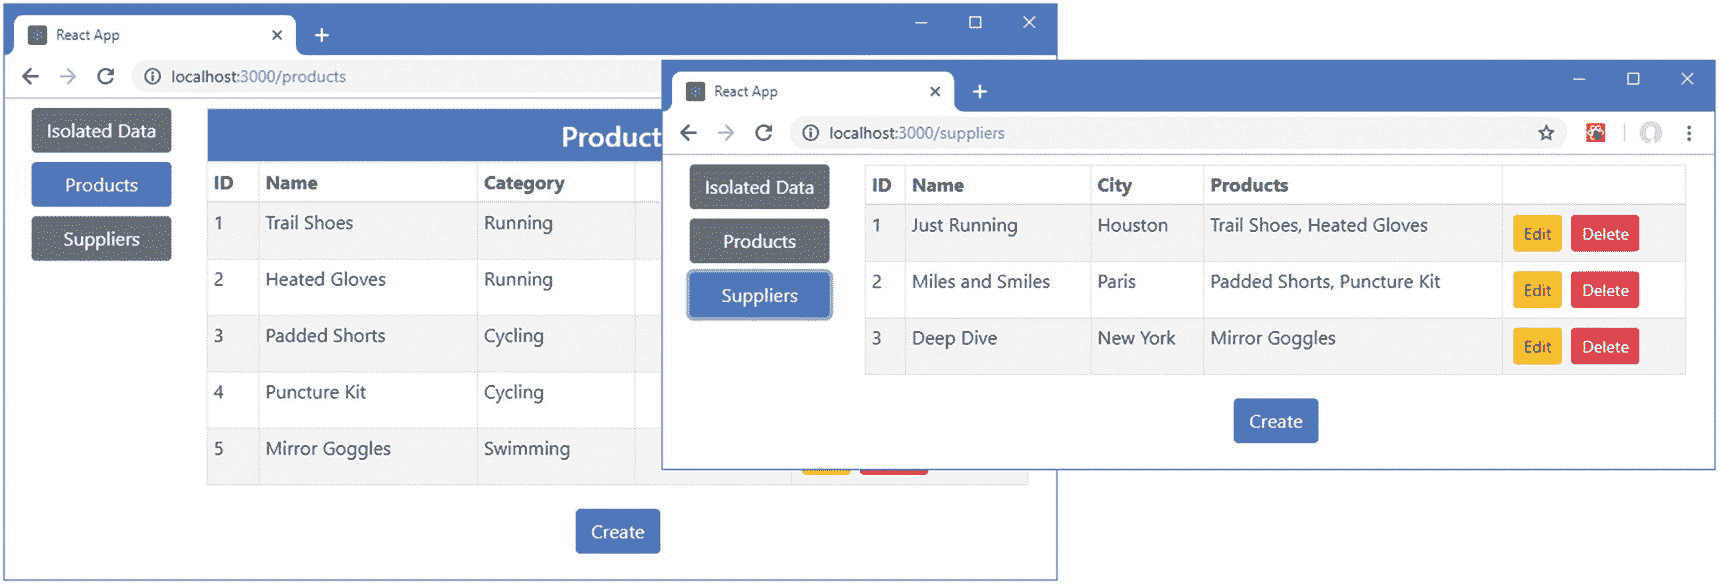 React App
localhost:3000/products
Isolated Data
Products
Suppliers
Product
ID Name Category
1 Trail Shoes Running
2 Heated Gloves Running
3 Padded Shorts Cycling
4 Puncture Kit Cycling
5 Mirror Goggles Swimming
Create
React App
localhost:3000/suppliers
Isolated Data
Products
Suppliers
ID Name City Products
1 Just Running Houston Trail Shoes, Heated Gloves Edit Delete
2 Miles and Smiles Paris Padded Shorts, Puncture Kit Edit Delete
3 Deep Dive New York Mirror Goggles Edit Delete
Create